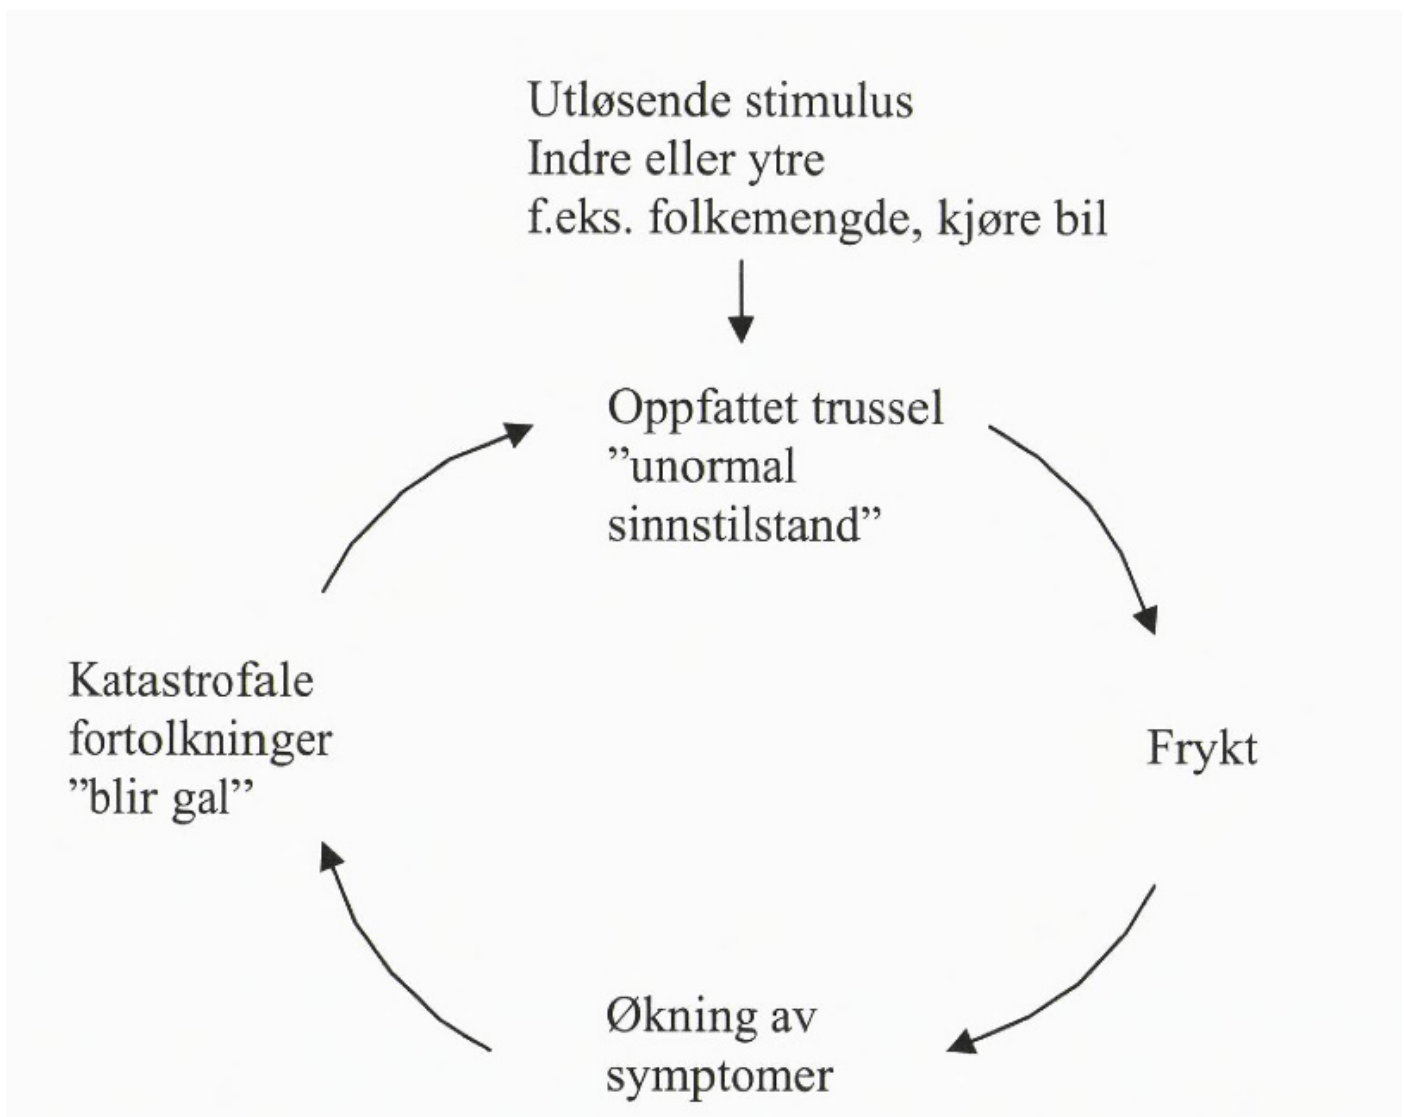 Utløsende stimulus
Indre eller ytre
f.eks. folkemengde, kjøre bil
Oppfattet trussel
”unormal
sinnstilstand”
Frykt
Økning av
symptomer
Katastrofale
fortolkninger
”blir gal”